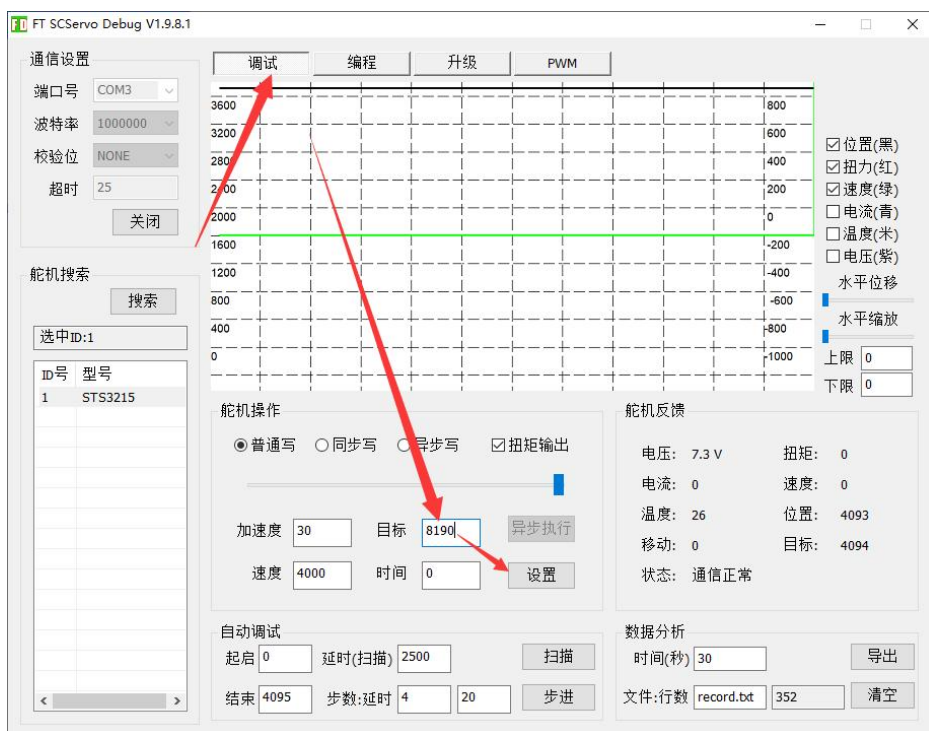 FT SCServo Debug V1.9.8.1
通信设置
端口号 COM3
波特率 1000000
校验位 NONE
超时 25
关闭
舵机搜索
搜索
选中ID:1
ID号 型号
1 STS3215
调试 编程 升级 PWM
3600 800
3200 600
2800 400
2400 200
2000 0
1600 -200
1200 -400
800 -600
400 -800
0 -1000
位置(黑)
扭力(红)
速度(绿)
电流(青)
温度(米)
电压(紫)
水平位移
水平缩放
上限 0
下限 0
舵机操作
普通写 同步写 异步写 扭矩输出
加速度 30 目标 8190 异步执行
速度 4000 时间 0 设置
舵机反馈
电压: 7.3 V 扭矩: 0
电流: 0 速度: 0
温度: 26 位置: 4093
移动: 0 目标: 4094
状态: 通信正常
自动调试
起启 0 延时(扫描) 2500 扫描
结束 4095 步数:延时 4 20 步进
数据分析
时间(秒) 30 导出
文件:行数 record.txt 352 清空